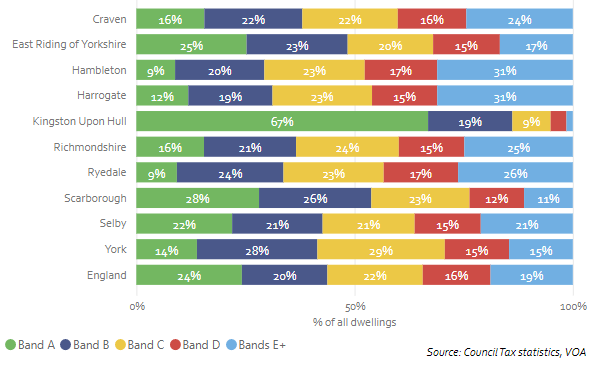 Craven 16% 22% 22% 16% 24%
East Riding of Yorkshire 25% 23% 20% 15% 17%
Hambleton 9% 20% 23% 17% 31%
Harrogate 12% 19% 23% 15% 31%
Kingston Upon Hull 67% 19% 9%
Richmondshire 16% 21% 24% 15% 25%
Ryedale 9% 24% 23% 17% 26%
Scarborough 28% 26% 23% 12% 11%
Selby 22% 21% 21% 15% 21%
York 14% 28% 29% 15% 15%
England 24% 20% 22% 16% 19%
0% 50% 100%
% of all dwellings
Band A Band B Band C Band D Bands E+
Source: Council Tax statistics, VOA